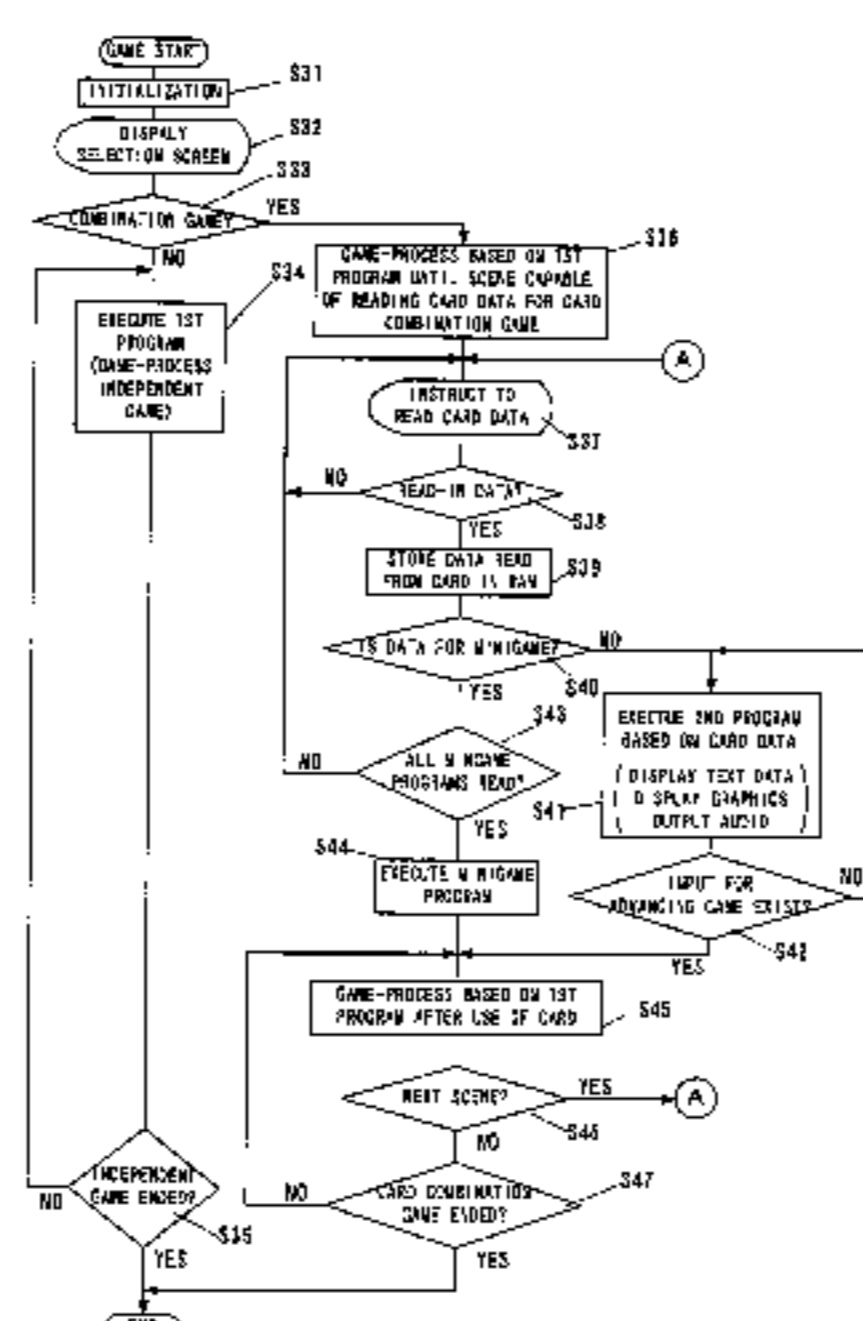 GAME START
S31
INITIALIZATION
S32
DISPALY
SELECTION SCREEN
S33
COMBINATION GAME?
YES
NO
S34
EXECUTE 1ST
PROGRAM
(GAME-PROCESS
INDEPENDENT
GAME)
S36
GAME-PROCESS BASED ON 1ST
PROGRAM UNTIL SCENE CAPABLE
OF READING CARD DATA FOR CARD
COMBINATION GAME
A
INSTRUCT TO
READ CARD DATA
S37
NO
READ-IN DATA?
S38
YES
STORE DATA READ
FROM CARD IN RAM
S39
IS DATA FOR MINIGAME?
NO
S40
YES
S43
ALL MINIGAME
PROGRAMS READ?
NO
YES
EXECTUE 2ND PROGRAM
BASED ON CARD DATA
(DISPLAY TEXT DATA
DISPLAY GRAPHICS
OUTPUT AUDIO)
S41
S44
EXECUTE MINIGAME
PROGRAM
INPUT FOR
ADVANCING GAME EXIST?
NO
S42
YES
GAME-PROCESS BASED ON 1ST
PROGRAM AFTER USE OF CARD
S45
NEXT SCENE?
YES
A
S46
NO
CARD COMBINATION
GAME ENDED?
S47
NO
YES
INDEPENDENT
GAME ENDED?
NO
S35
YES